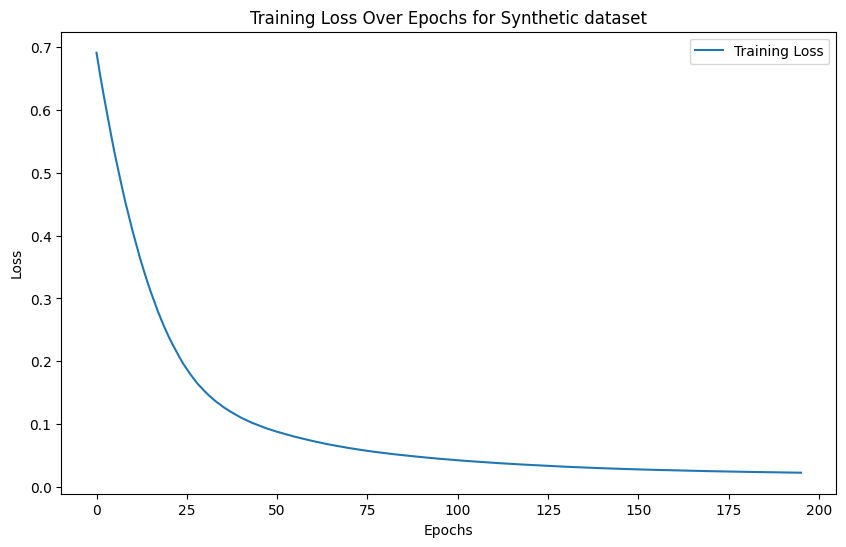 Training Loss Over Epochs for Synthetic dataset
Training Loss
Loss
0.7
0.6
0.5
0.4
0.3
0.2
0.1
0.0
0 25 50 75 100 125 150 175 200
Epochs